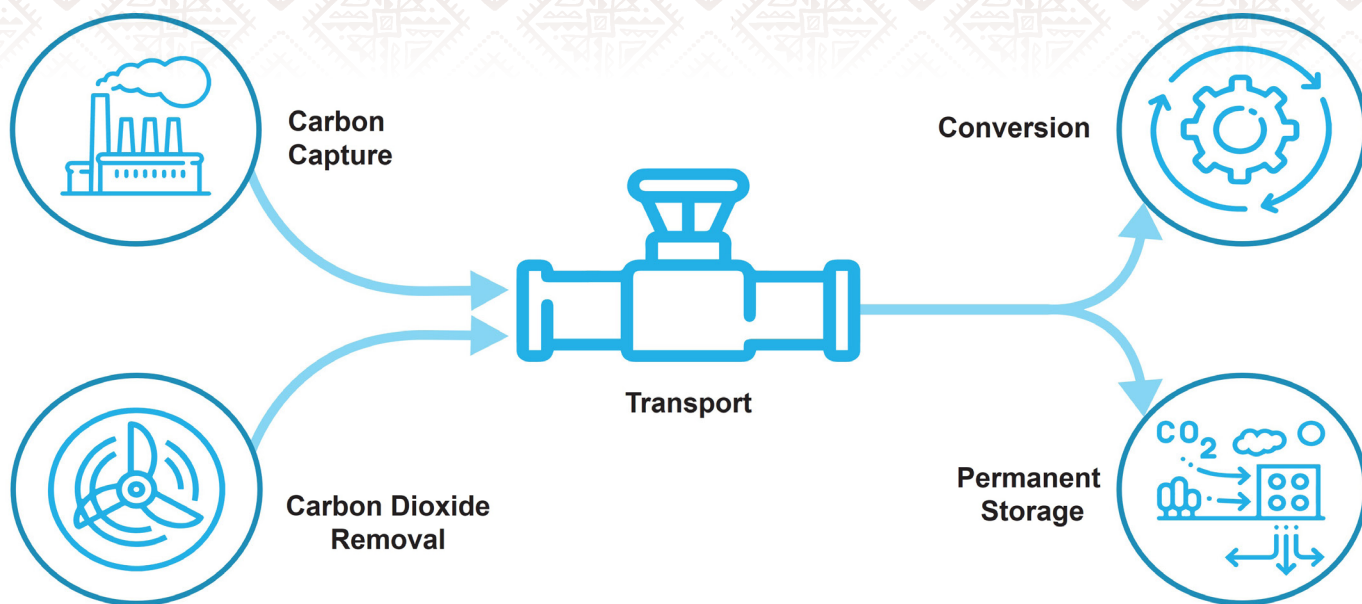 Carbon
Capture
Conversion
Transport
Carbon Dioxide
Removal
CO₂
Permanent
Storage